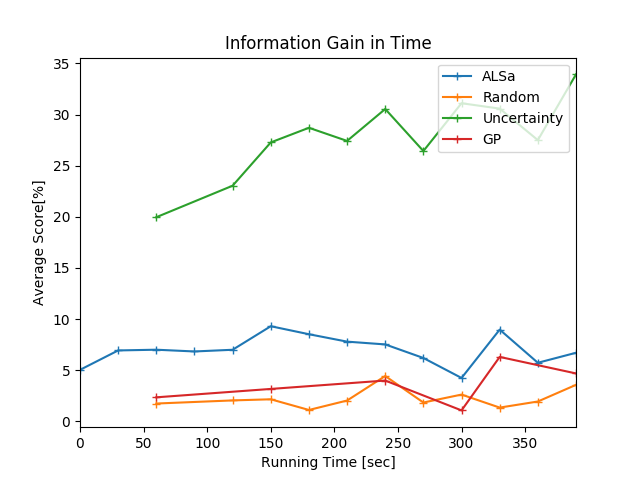 Information Gain in Time
35
30
25
20
15
10
5
0
Average Score[%]
ALSa
Random
Uncertainty
GP
0 50 100 150 200 250 300 350
Running Time [sec]